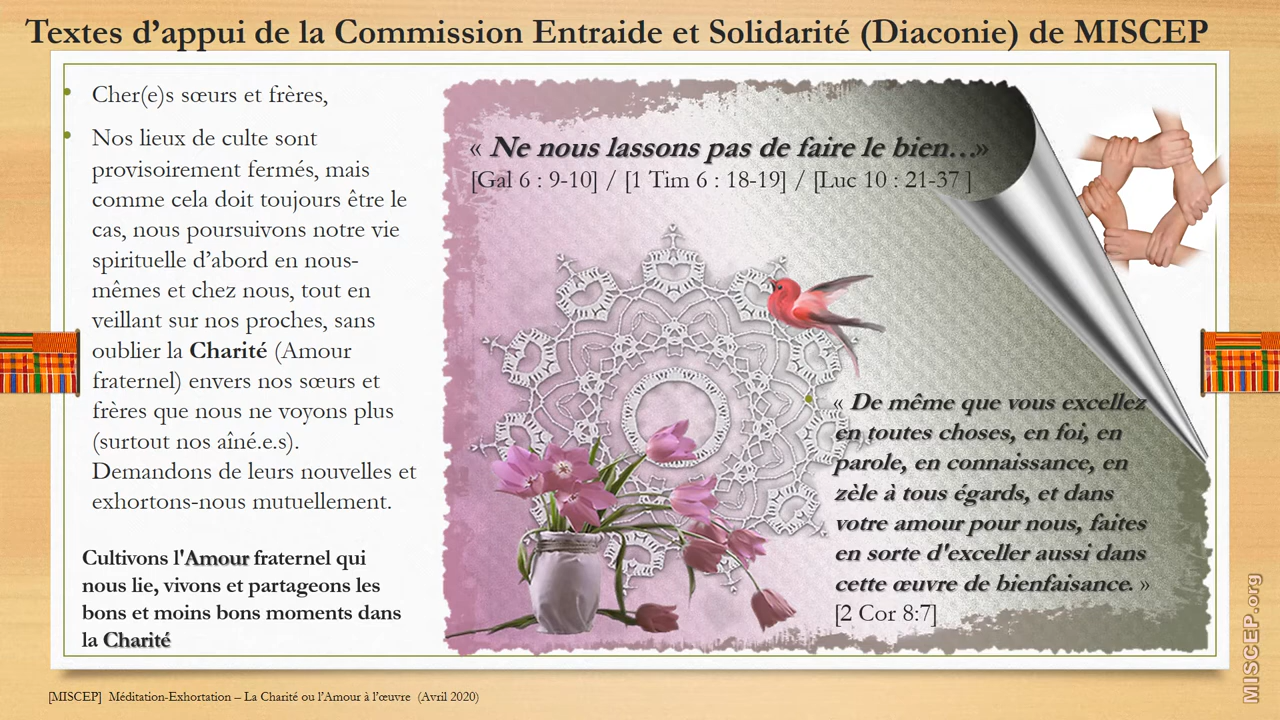 Textes d’appui de la Commission Entraide et Solidarité (Diaconie) de MISCEP
• Cher(e)s sœurs et frères,
• Nos lieux de culte sont
provisoirement fermés, mais
comme cela doit toujours être le
cas, nous poursuivons notre vie
spirituelle d’abord en nous-
mêmes et chez nous, tout en
veillant sur nos proches, sans
oublier la Charité (Amour
fraternel) envers nos sœurs et
frères que nous ne voyons plus
(surtout nos aîné.e.s).
Demandons de leurs nouvelles et
exhortons-nous mutuellement.
Cultivons l'Amour fraternel qui
nous lie, vivons et partageons les
bons et moins bons moments dans
la Charité
« Ne nous lassons pas de faire le bien…»
[Gal 6 : 9-10] / [1 Tim 6 : 18-19] / [Luc 10 : 21-37 ]
• « De même que vous excellez
en toutes choses, en foi, en
parole, en connaissance, en
zèle à tous égards, et dans
votre amour pour nous, faites
en sorte d'exceller aussi dans
cette œuvre de bienfaisance. »
[2 Cor 8:7]
[MISCEP] Méditation-Exhortation – La Charité ou l’Amour à l’œuvre (Avril 2020)
MISCEP.org